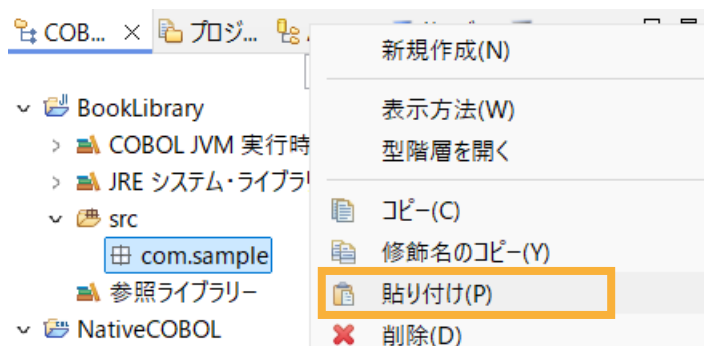 COB... プロジ...
BookLibrary
COBOL JVM 実行時
JRE システム・ライブラリ
src
com.sample
参照ライブラリー
NativeCOBOL
新規作成(N)
表示方法(W)
型階層を開く
コピー(C)
修飾名のコピー(Y)
貼り付け(P)
削除(D)